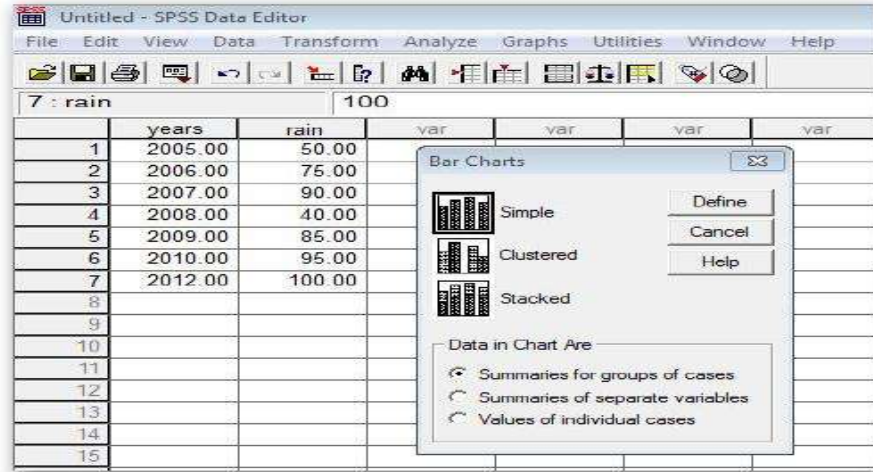 SPSS
Untitled - SPSS Data Editor
File Edit View Data Transform Analyze Graphs Utilities Window Help
7 : rain 100
years rain var var var var
1 2005.00 50.00
2 2006.00 75.00
3 2007.00 90.00
4 2008.00 40.00
5 2009.00 85.00
6 2010.00 95.00
7 2012.00 100.00
8
9
10
11
12
13
14
15
Bar Charts
Simple
Clustered
Stacked
Define
Cancel
Help
Data in Chart Are
Summaries for groups of cases
Summaries of separate variables
Values of individual cases